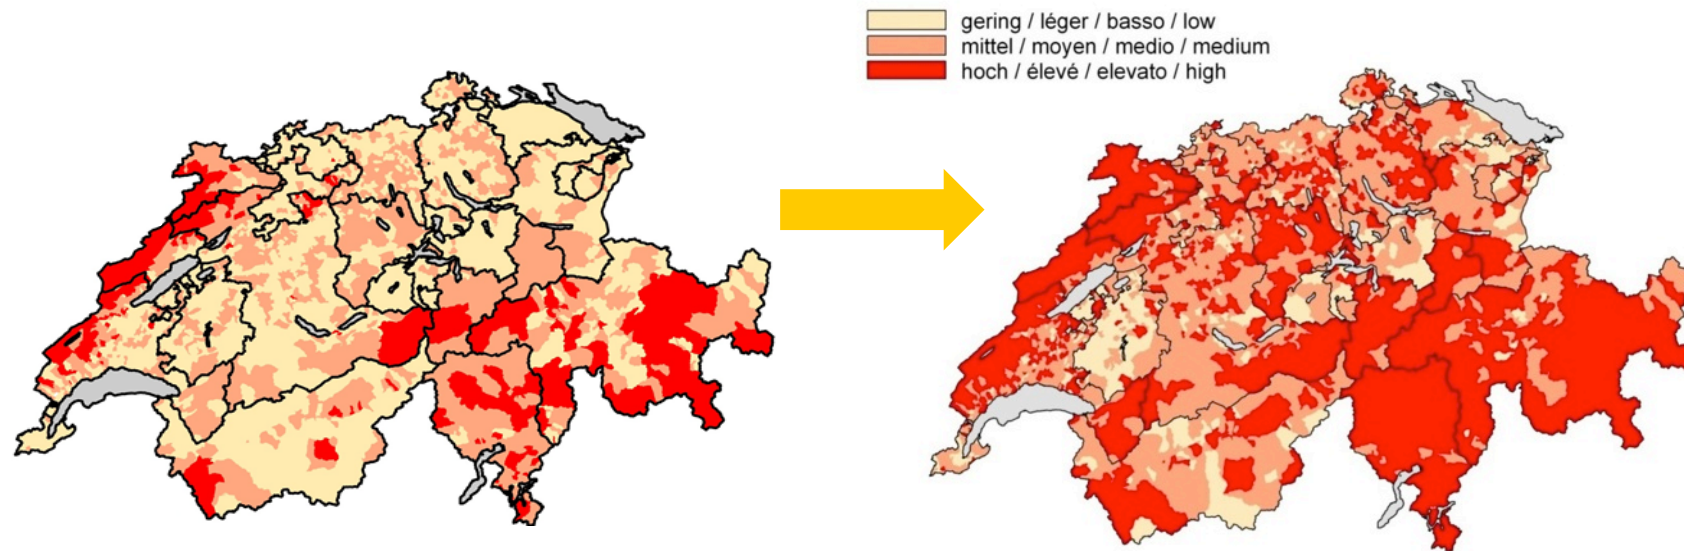 gering / léger / basso / low
mittel / moyen / medio / medium
hoch / élevé / elevato / high